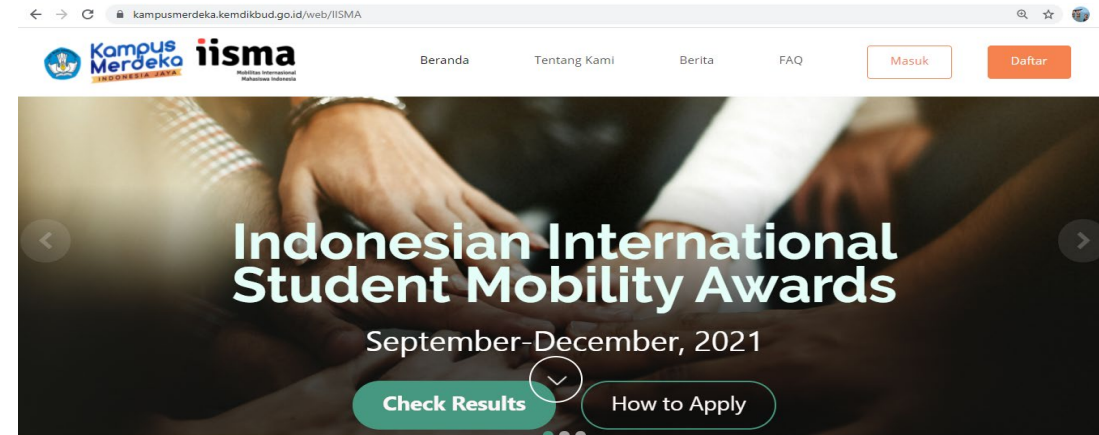 kampusmerdeka.kemdikbud.go.id/web/IISMA
Kampus
Merdeka
INDONESIA JAYA
iisma
Mobilitas Internasional
Mahasiswa Indonesia
Beranda
Tentang Kami
Berita
FAQ
Masuk
Daftar
Indonesian International
Student Mobility Awards
September-December, 2021
Check Results
How to Apply